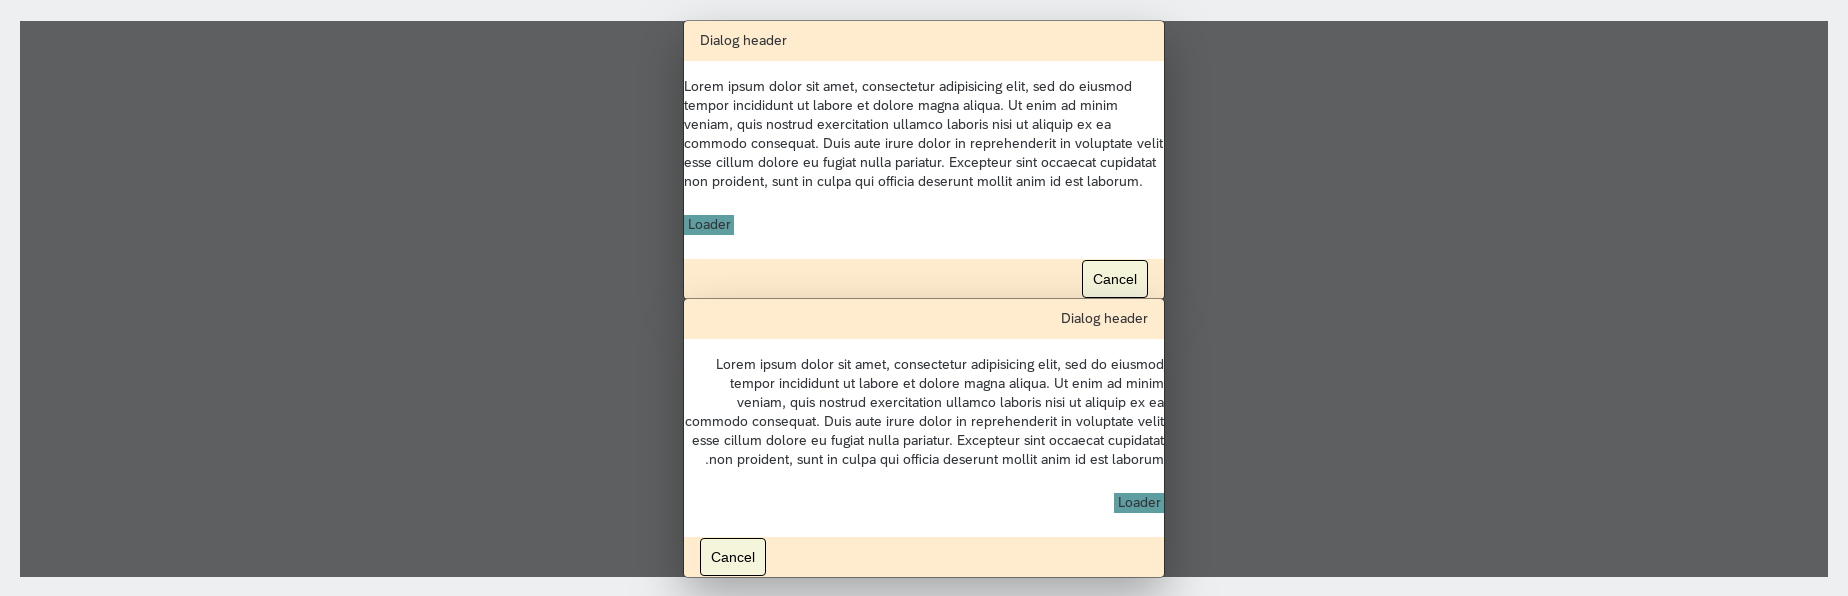 Dialog header
Lorem ipsum dolor sit amet, consectetur adipisicing elit, sed do eiusmod
tempor incididunt ut labore et dolore magna aliqua. Ut enim ad minim
veniam, quis nostrud exercitation ullamco laboris nisi ut aliquip ex ea
commodo consequat. Duis aute irure dolor in reprehenderit in voluptate velit
esse cillum dolore eu fugiat nulla pariatur. Excepteur sint occaecat cupidatat
non proident, sunt in culpa qui officia deserunt mollit anim id est laborum.
Loader
Cancel
Dialog header
Lorem ipsum dolor sit amet, consectetur adipisicing elit, sed do eiusmod
tempor incididunt ut labore et dolore magna aliqua. Ut enim ad minim
veniam, quis nostrud exercitation ullamco laboris nisi ut aliquip ex ea
commodo consequat. Duis aute irure dolor in reprehenderit in voluptate velit
esse cillum dolore eu fugiat nulla pariatur. Excepteur sint occaecat cupidatat
.non proident, sunt in culpa qui officia deserunt mollit anim id est laborum
Loader
Cancel